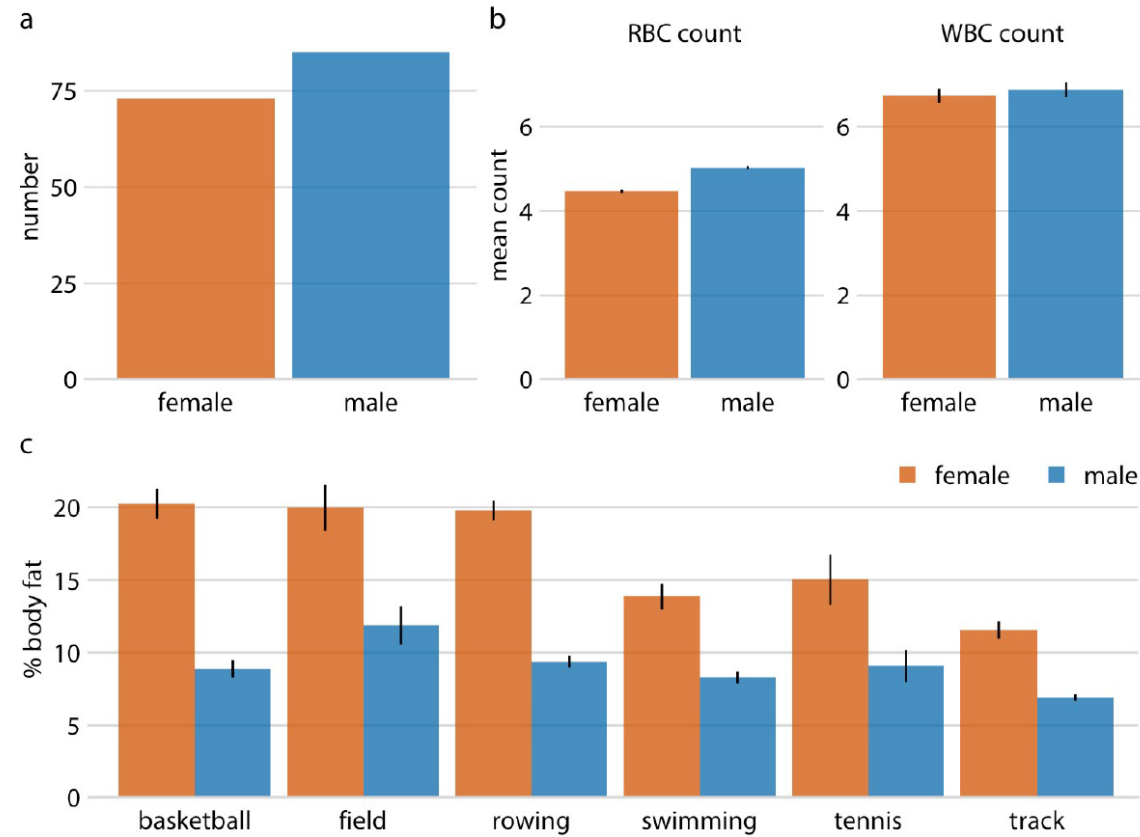 a
number
75
50
25
0
female male
b
RBC count WBC count
mean count
6
4
2
0
female male
6
4
2
0
female male
c
female male
% body fat
20
15
10
5
0
basketball field rowing swimming tennis track